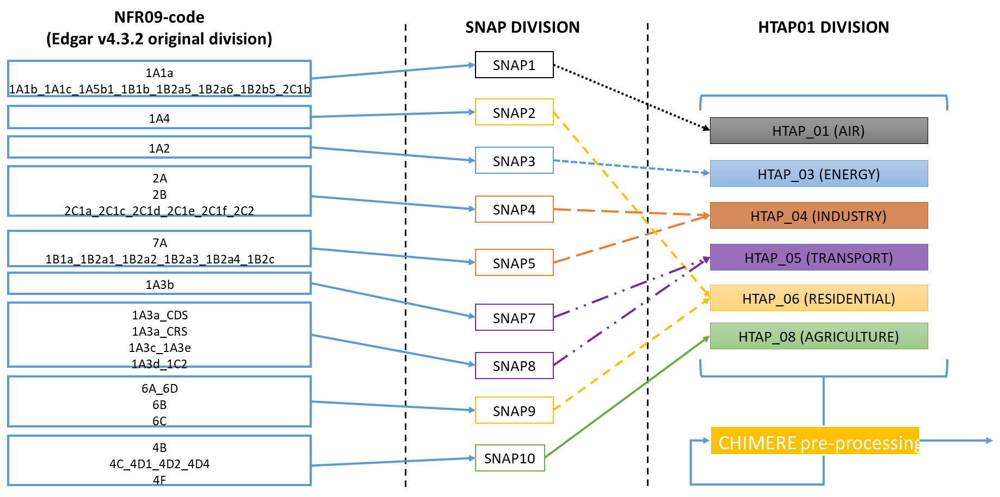 NFR09-code
(Edgar v4.3.2 original division)
SNAP DIVISION
HTAP01 DIVISION
1A1a
1A1b_1A1c_1A5b1_1B1b_1B2a5_1B2a6_1B2b5_2C1b
1A4
1A2
2A
2B
2C1a_2C1c_2C1d_2C1e_2C1f_2C2
7A
1B1a_1B2a1_1B2a2_1B2a3_1B2a4_1B2c
1A3b
1A3a_CDS
1A3a_CRS
1A3c_1A3e
1A3d_1C2
6A_6D
6B
6C
4B
4C_4D1_4D2_4D4
4F
SNAP1
SNAP2
SNAP3
SNAP4
SNAP5
SNAP7
SNAP8
SNAP9
SNAP10
HTAP_01 (AIR)
HTAP_03 (ENERGY)
HTAP_04 (INDUSTRY)
HTAP_05 (TRANSPORT)
HTAP_06 (RESIDENTIAL)
HTAP_08 (AGRICULTURE)
CHIMERE pre-processing